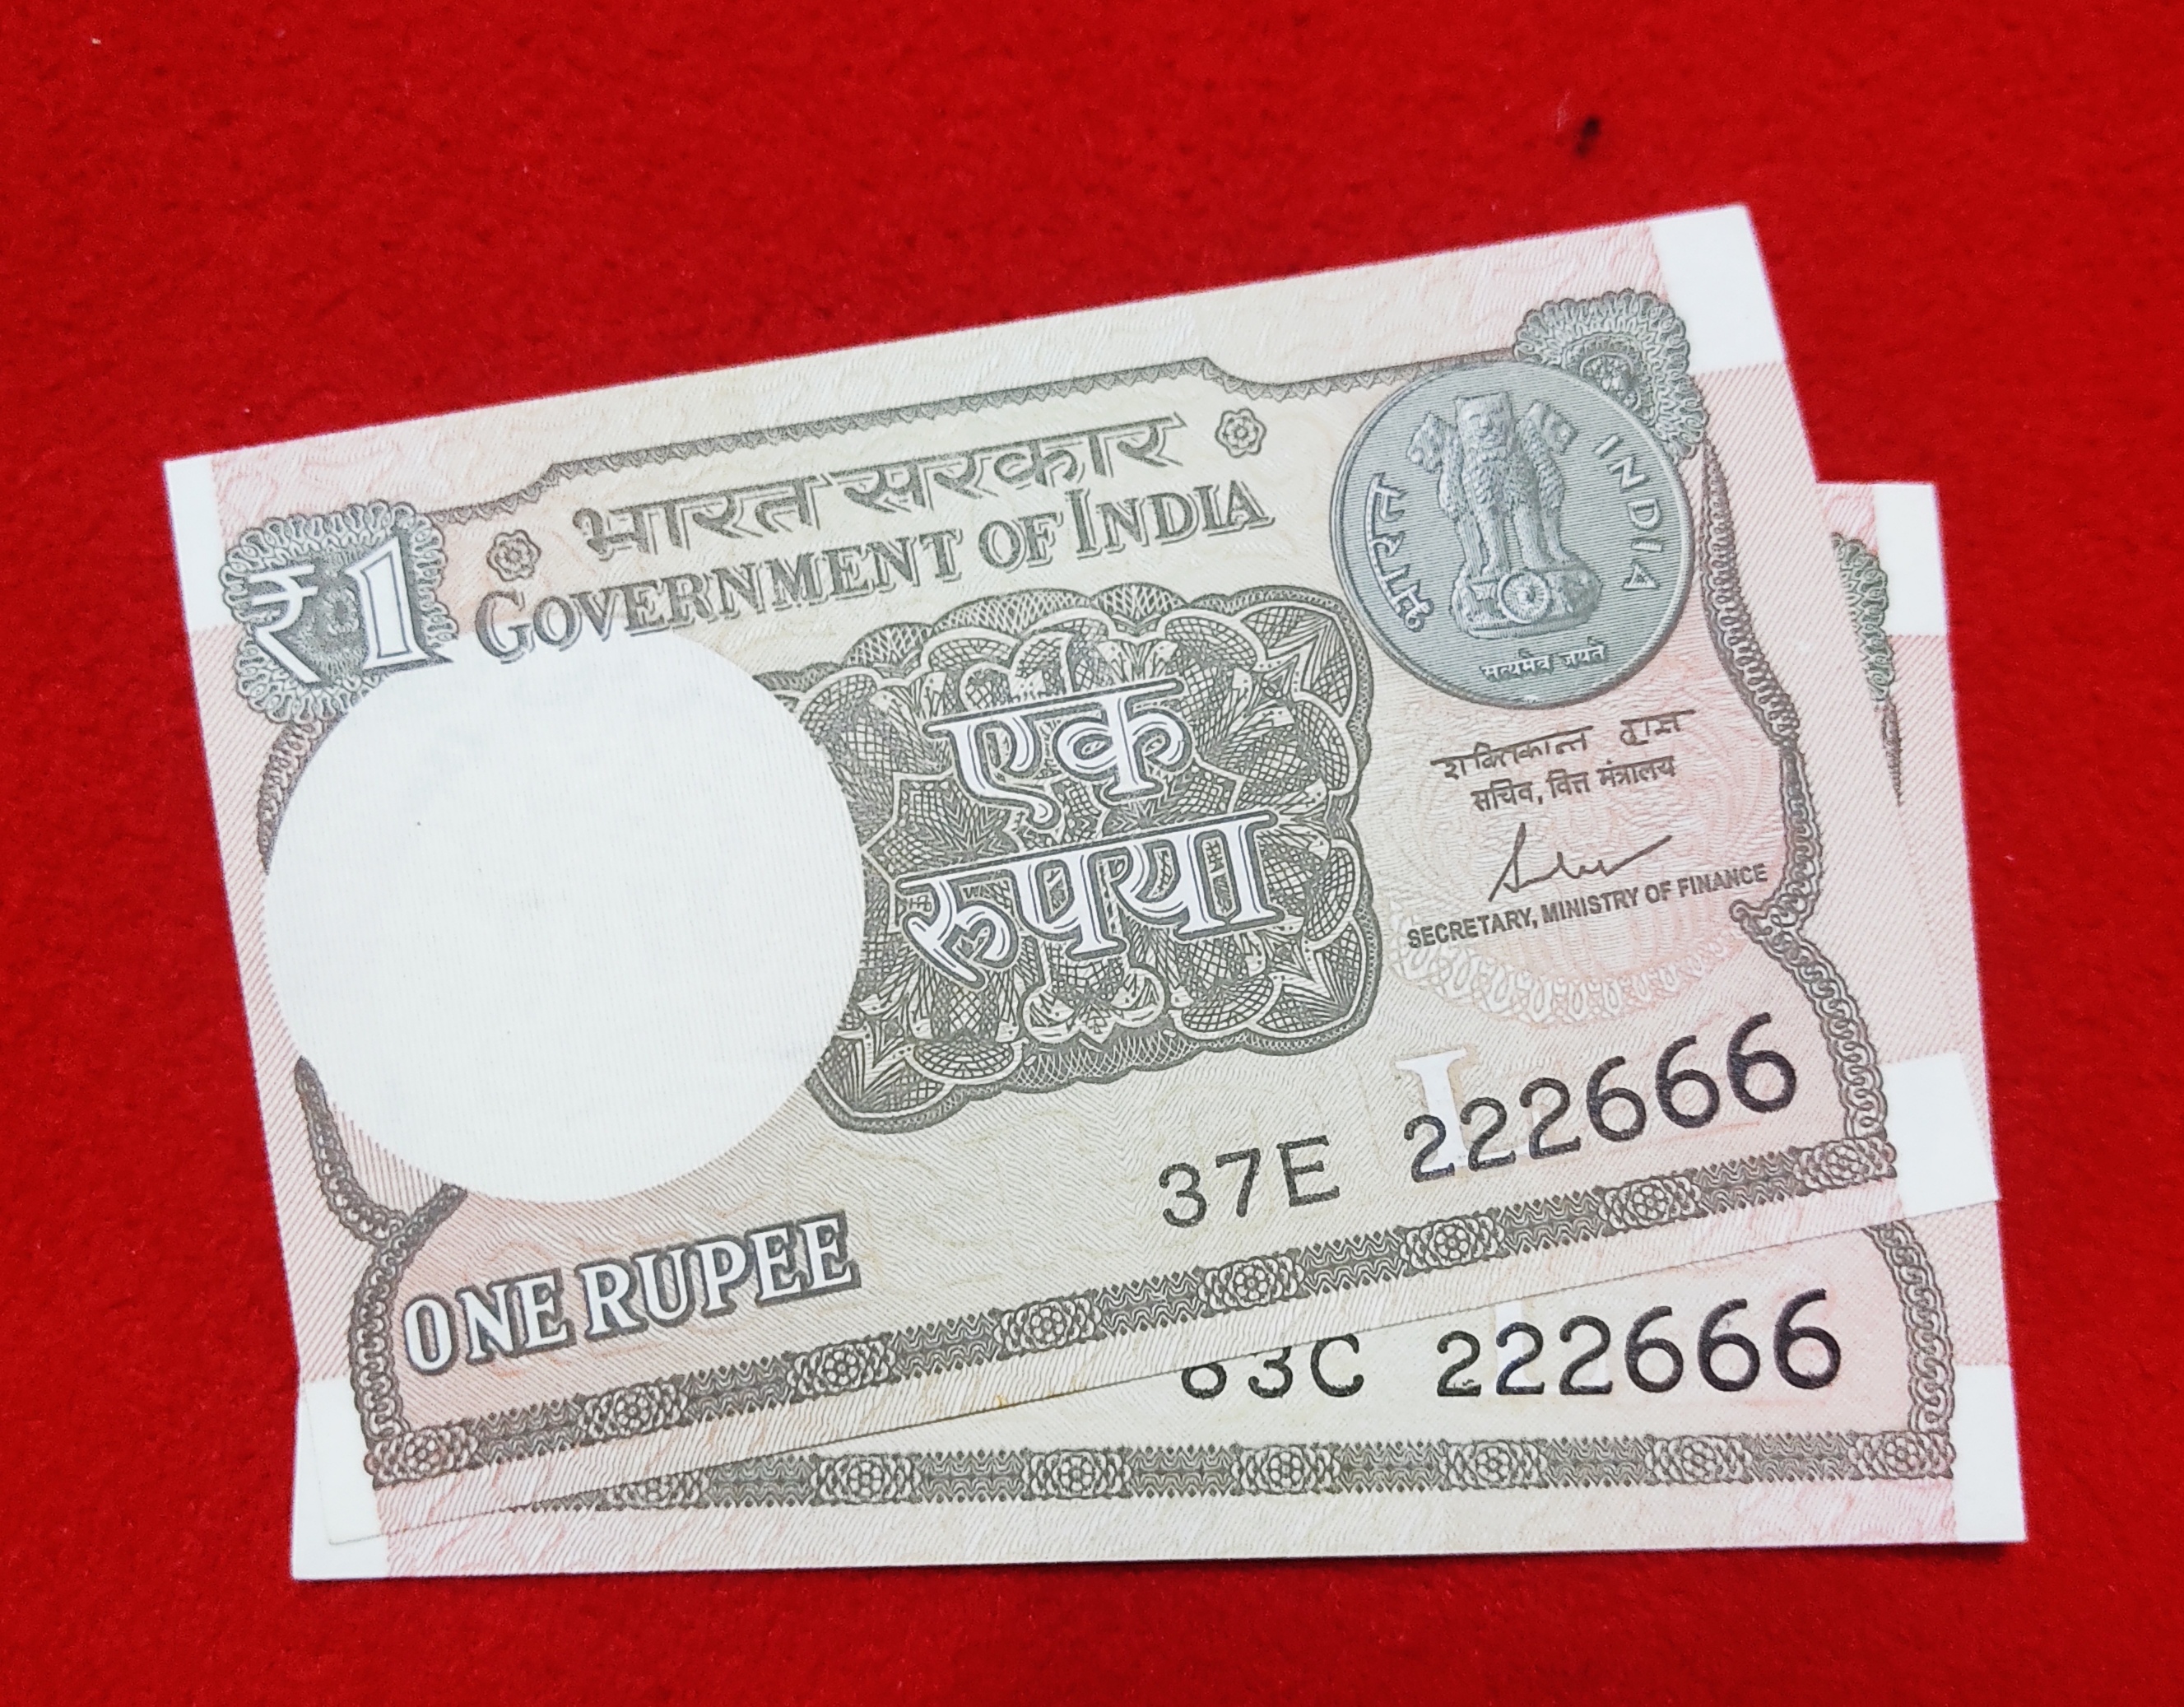 ₹1
भारत सरकार
GOVERNMENT OF INDIA
भारत
INDIA
सत्यमेव जयते
एक
रूपया
शक्तिकान्त दास
सचिव, वित्त मंत्रालय
SECRETARY, MINISTRY OF FINANCE
L
37E 222666
ONE RUPEE
3C 222666